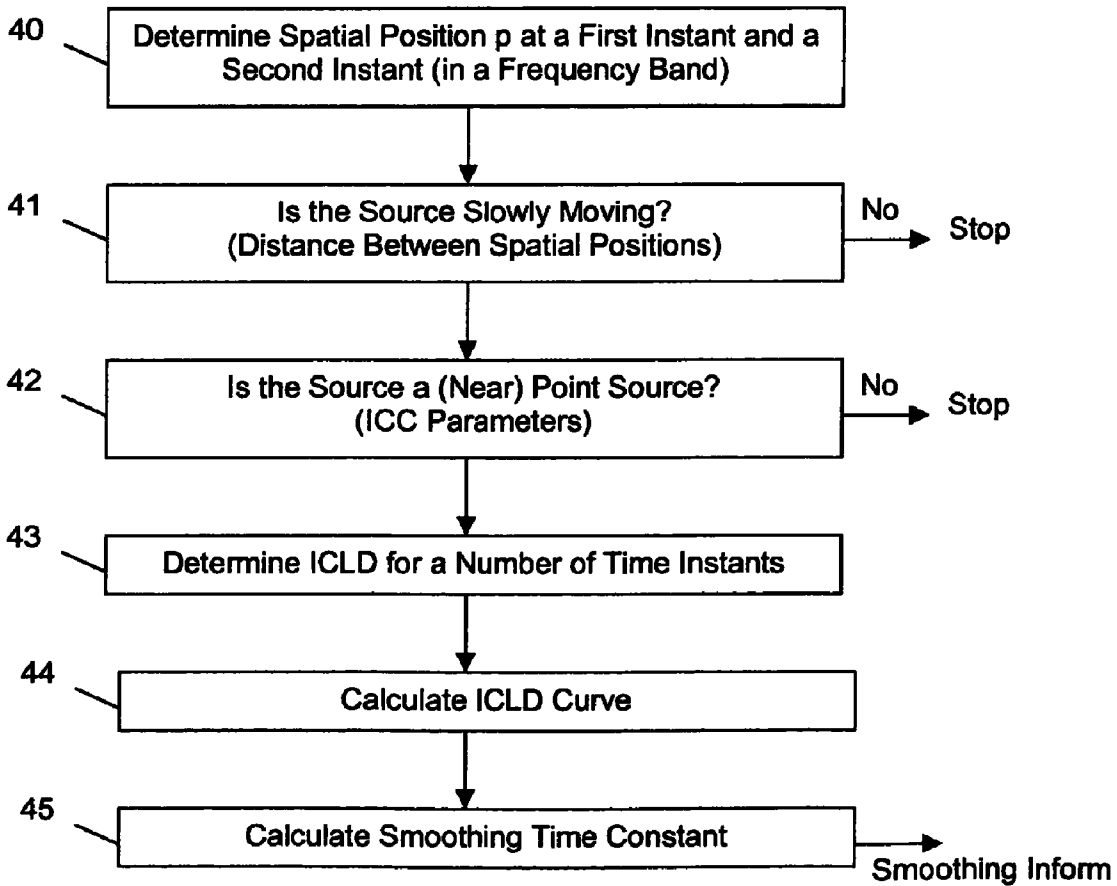 40
Determine Spatial Position p at a First Instant and a
Second Instant (in a Frequency Band)
41
Is the Source Slowly Moving?
(Distance Between Spatial Positions)
No
Stop
42
Is the Source a (Near) Point Source?
(ICC Parameters)
No
Stop
43
Determine ICLD for a Number of Time Instants
44
Calculate ICLD Curve
45
Calculate Smoothing Time Constant
Smoothing Inform